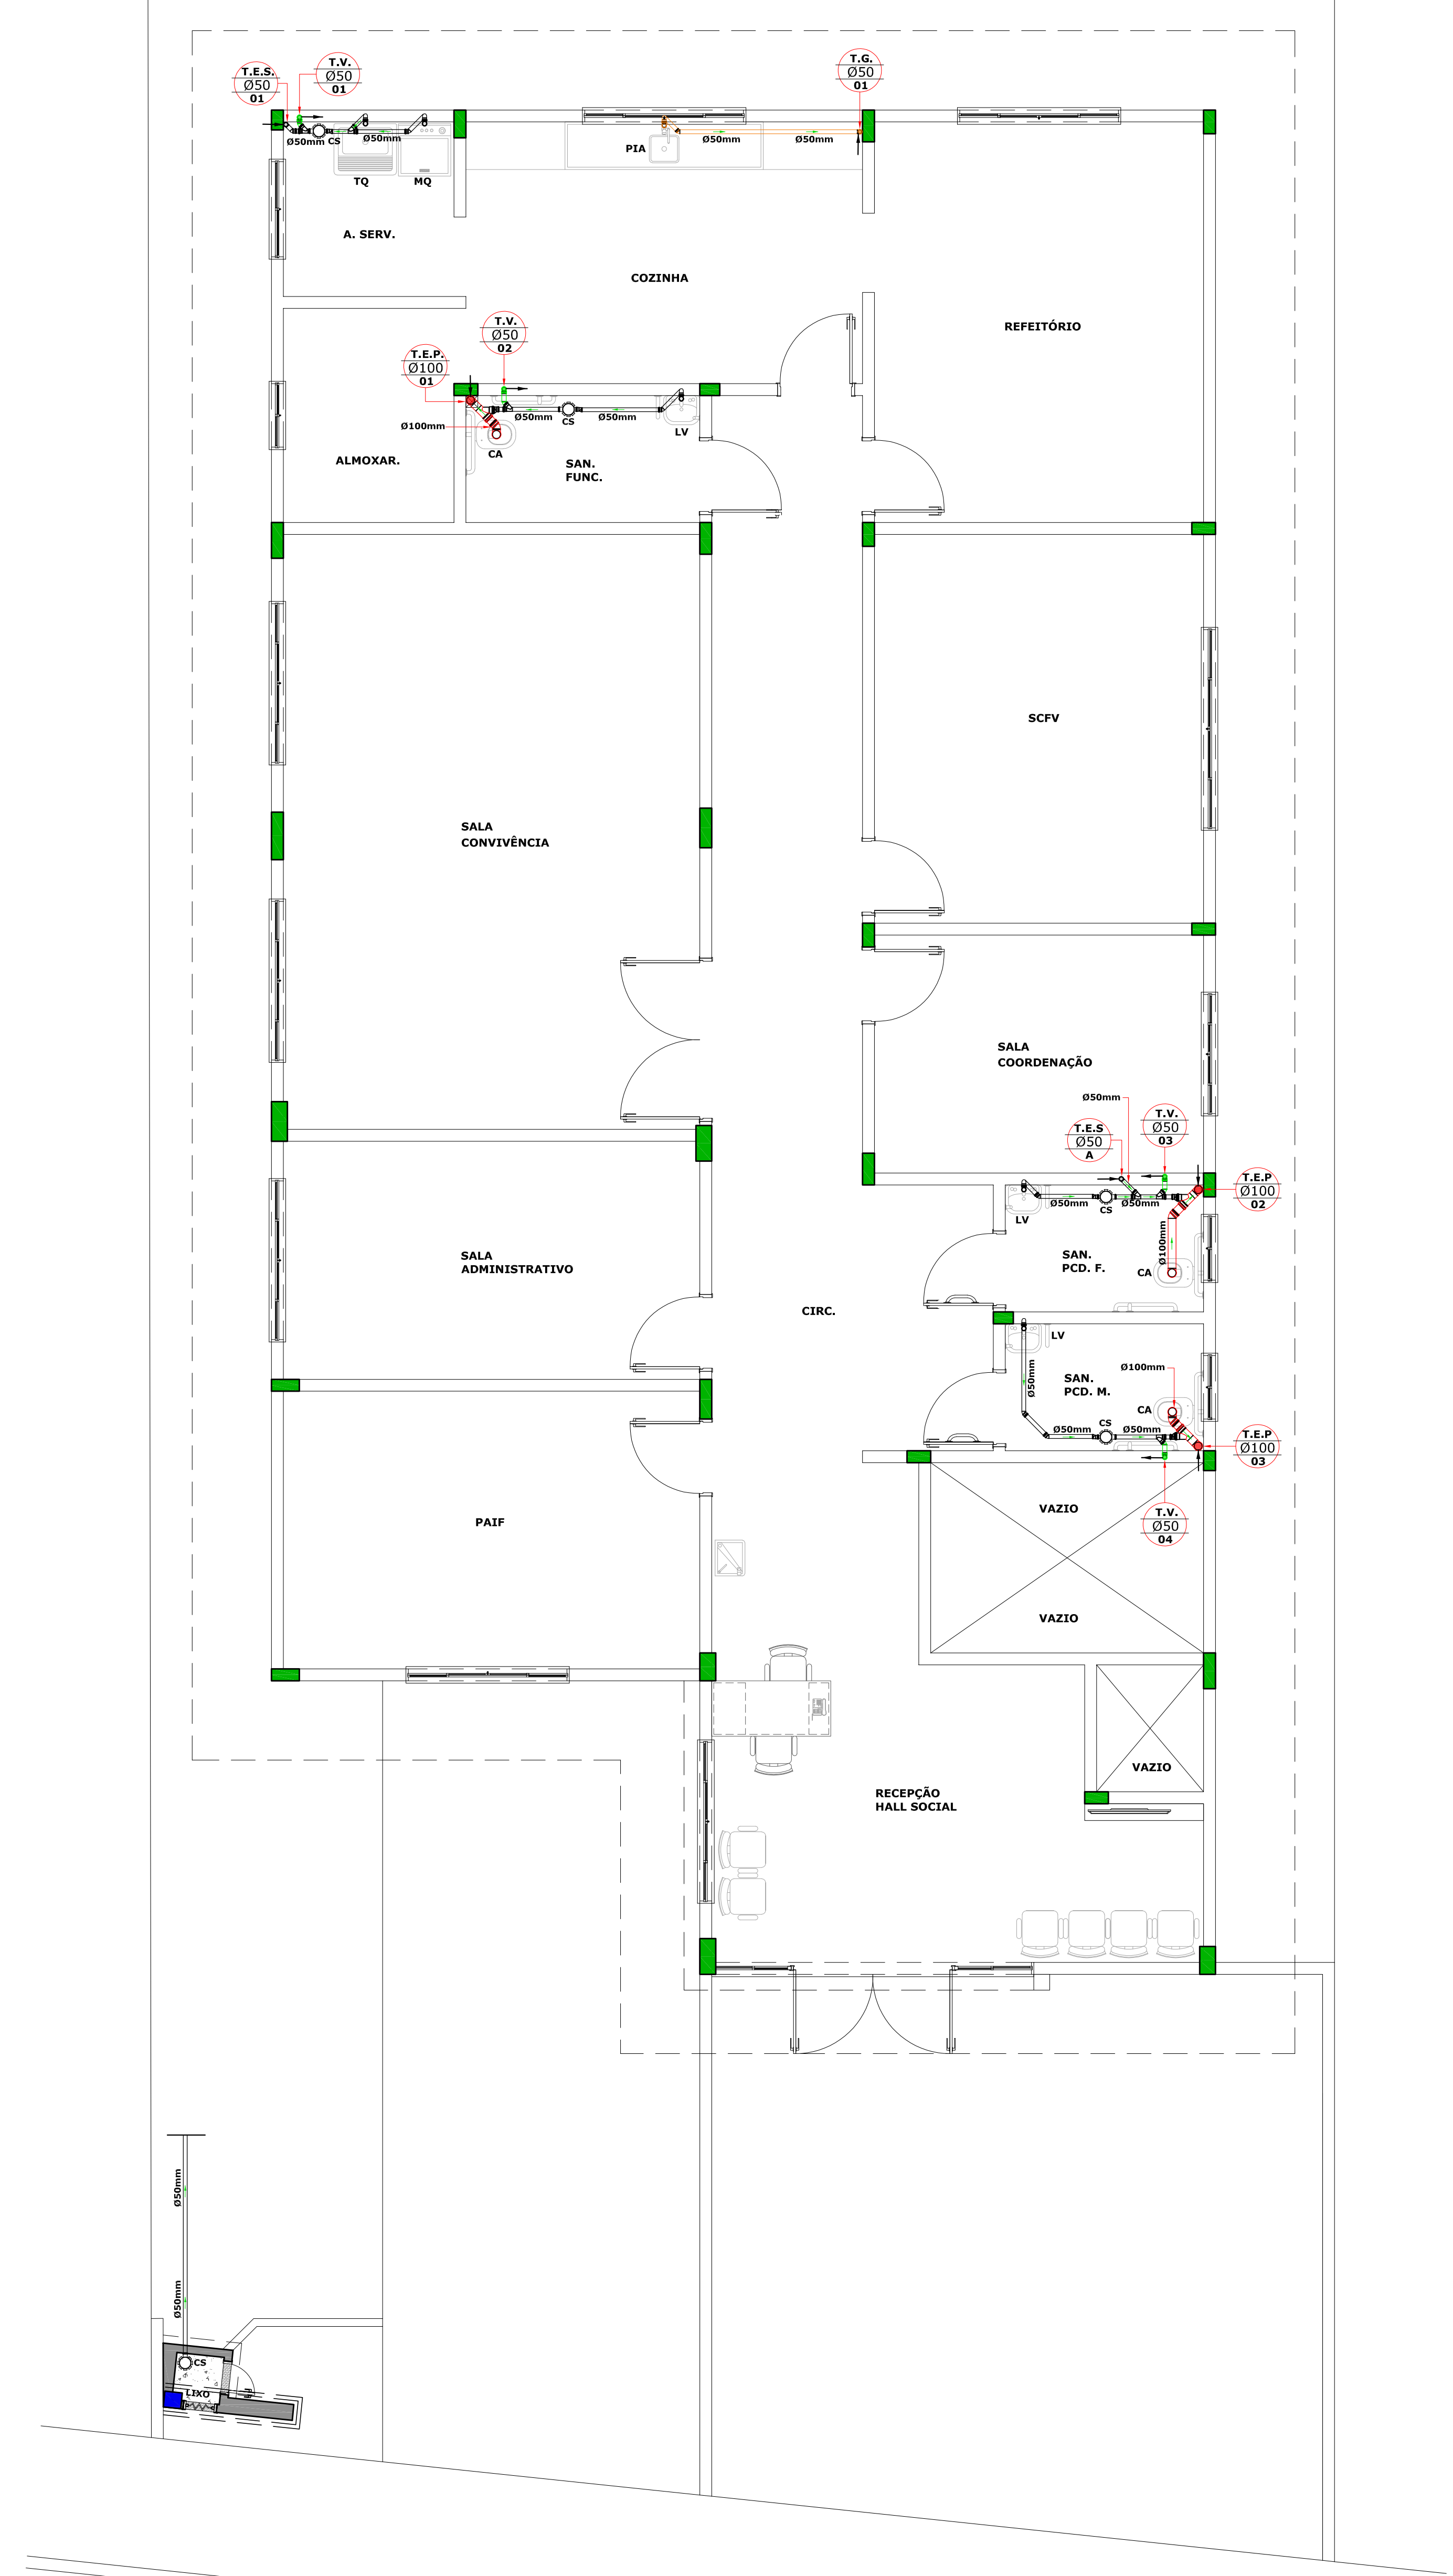 T.E.S.
Ø50
01
T.V.
Ø50
01
T.G.
Ø50
01
Ø50mm
CS
Ø50mm
TQ
MQ
PIA
Ø50mm
Ø50mm
A. SERV.
COZINHA
REFEITÓRIO
T.V.
Ø50
02
T.E.P.
Ø100
01
Ø100mm
Ø50mm
CS
Ø50mm
LV
CA
ALMOXAR.
SAN.
FUNC.
SCFV
SALA
CONVIVÊNCIA
SALA
COORDENAÇÃO
Ø50mm
T.E.S
Ø50
A
T.V.
Ø50
03
T.E.P
Ø100
02
LV
Ø50mm
CS
Ø50mm
Ø100mm
SAN.
PCD. F.
CA
SALA
ADMINISTRATIVO
CIRC.
LV
Ø50mm
Ø100mm
SAN.
PCD. M.
CA
Ø50mm
CS
Ø50mm
T.E.P
Ø100
03
T.V.
Ø50
04
PAIF
VAZIO
VAZIO
VAZIO
RECEPÇÃO
HALL SOCIAL
Ø50mm
Ø50mm
CS
LIXO